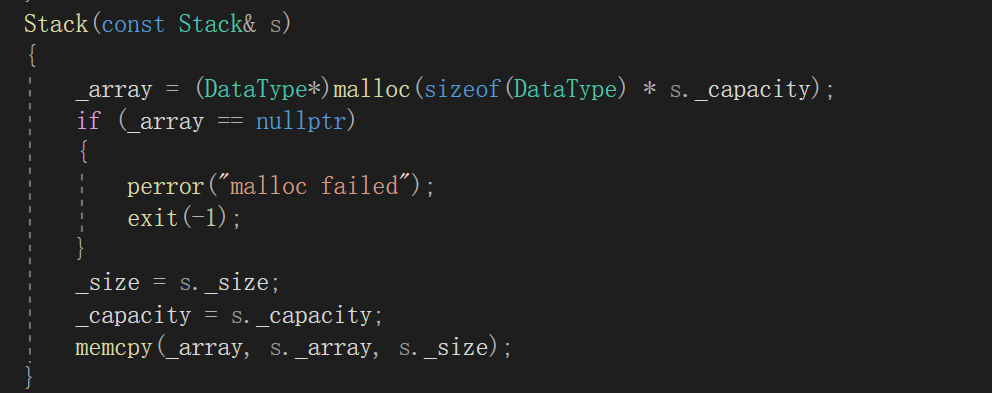 Stack(const Stack& s)
{
_array = (DataType*)malloc(sizeof(DataType) * s._capacity);
if (_array == nullptr)
{
perror("malloc failed");
exit(-1);
}
_size = s._size;
_capacity = s._capacity;
memcpy(_array, s._array, s._size);
}